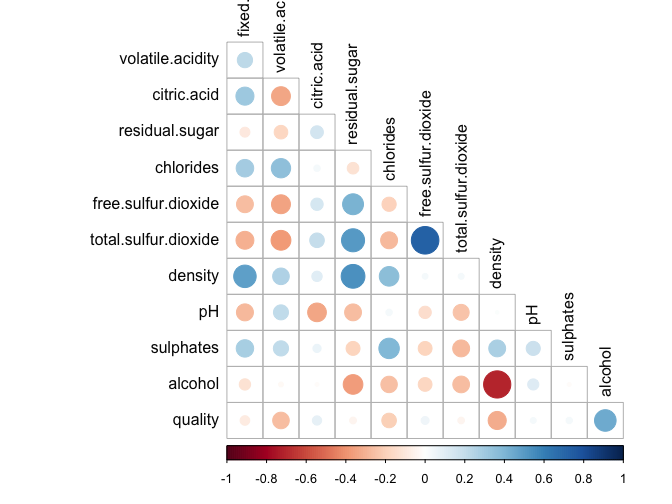 fixed.
volatile.ac
citric.acid
residual.sugar
chlorides
free.sulfur.dioxide
total.sulfur.dioxide
density
pH
sulphates
alcohol
volatile.acidity
citric.acid
residual.sugar
chlorides
free.sulfur.dioxide
total.sulfur.dioxide
density
pH
sulphates
alcohol
quality
-1 -0.8 -0.6 -0.4 -0.2 0 0.2 0.4 0.6 0.8 1